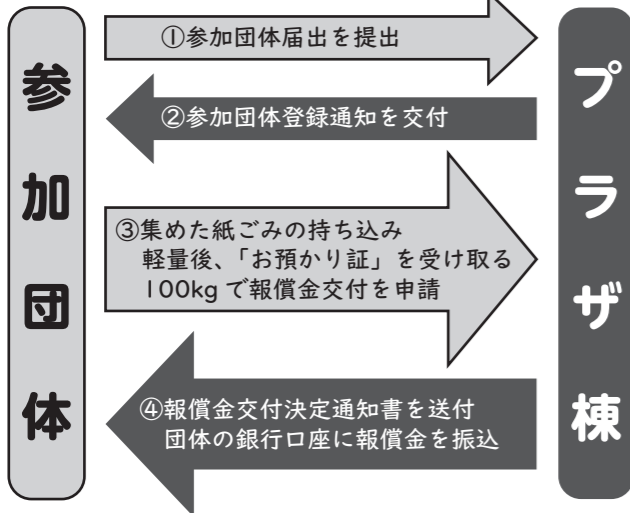 参加団体
①参加団体届出を提出
②参加団体登録通知を交付
③集めた紙ごみの持ち込み
軽量後、「お預かり証」を受け取る
100kgで報償金交付を申請
④報償金交付決定通知書を送付
団体の銀行口座に報償金を振込
プラザ棟